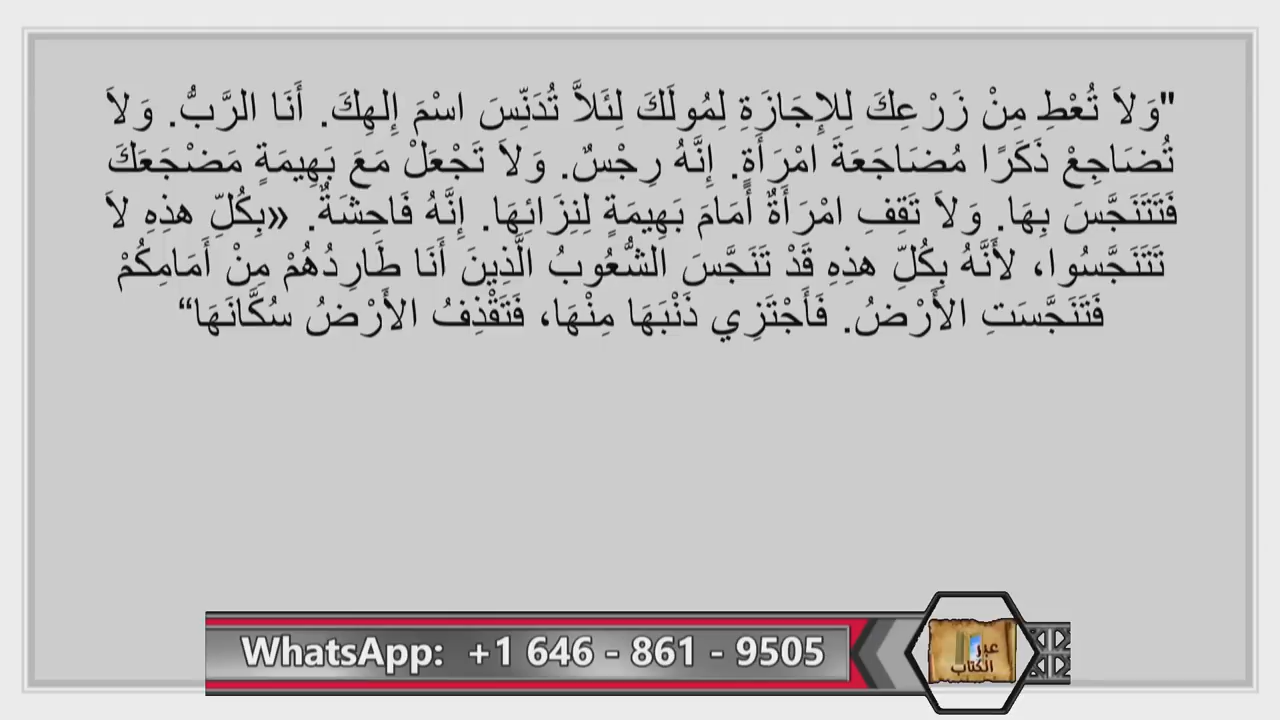 "وَلاَ تُعْطِ مِنْ زَرْعِكَ لِلإِجَازَةِ لِمُولَكَ لِئَلاَّ تُدَنِّسَ اسْمَ إِلهِكَ. أَنَا الرَّبُّ. وَلاَ
تُضَاجِعْ ذَكَرًا مُضَاجَعَةَ امْرَأَةٍ. إِنَّهُ رِجْسٌ. وَلاَ تَجْعَلْ مَعَ بَهِيمَةٍ مَضْجَعَكَ
فَتَتَنَجَّسَ بِهَا. وَلاَ تَقِفِ امْرَأَةٌ أَمَامَ بَهِيمَةٍ لِنِزَائِهَا. إِنَّهُ فَاحِشَةٌ. «بِكُلِّ هذِهِ لاَ
تَتَنَجَّسُوا، لأَنَّهُ بِكُلِّ هذِهِ قَدْ تَنَجَّسَ الشُّعُوبُ الَّذِينَ أَنَا طَارِدُهُمْ مِنْ أَمَامِكُمْ
فَتَنَجَّسَتِ الأَرْضُ. فَأَجْتَزِي ذَنْبَهَا مِنْهَا، فَتَقْذِفُ الأَرْضُ سُكَّانَهَا“
WhatsApp: +1 646 - 861 - 9505
عبر
الكتاب